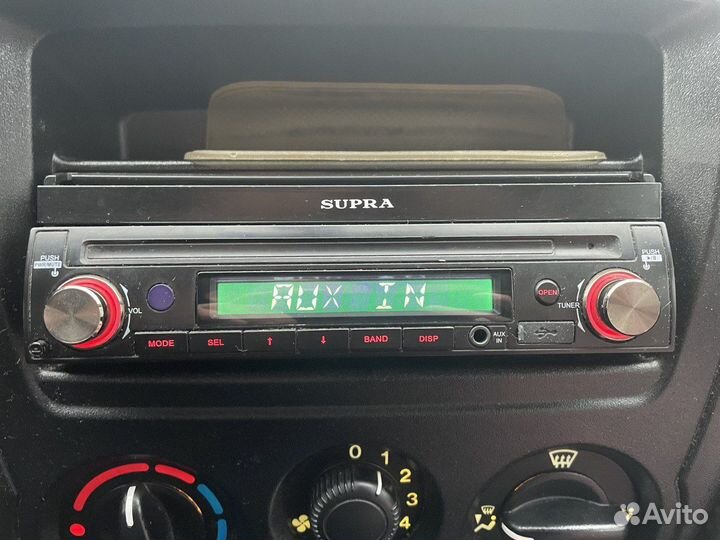 SUPRA
PUSH
PWR/MUTE
VOL
AUX IN
OPEN
PUSH
TUNER
MODE
SEL
BAND
DISP
AUX
IN
0
1
2
3
4
Avito